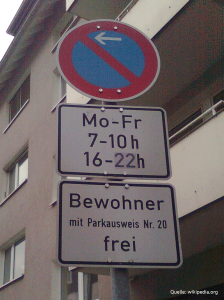 Mo-Fr
7-10h
16-22h
Bewohner
mit Parkausweis Nr. 20
frei
Quelle: wikipedia.org